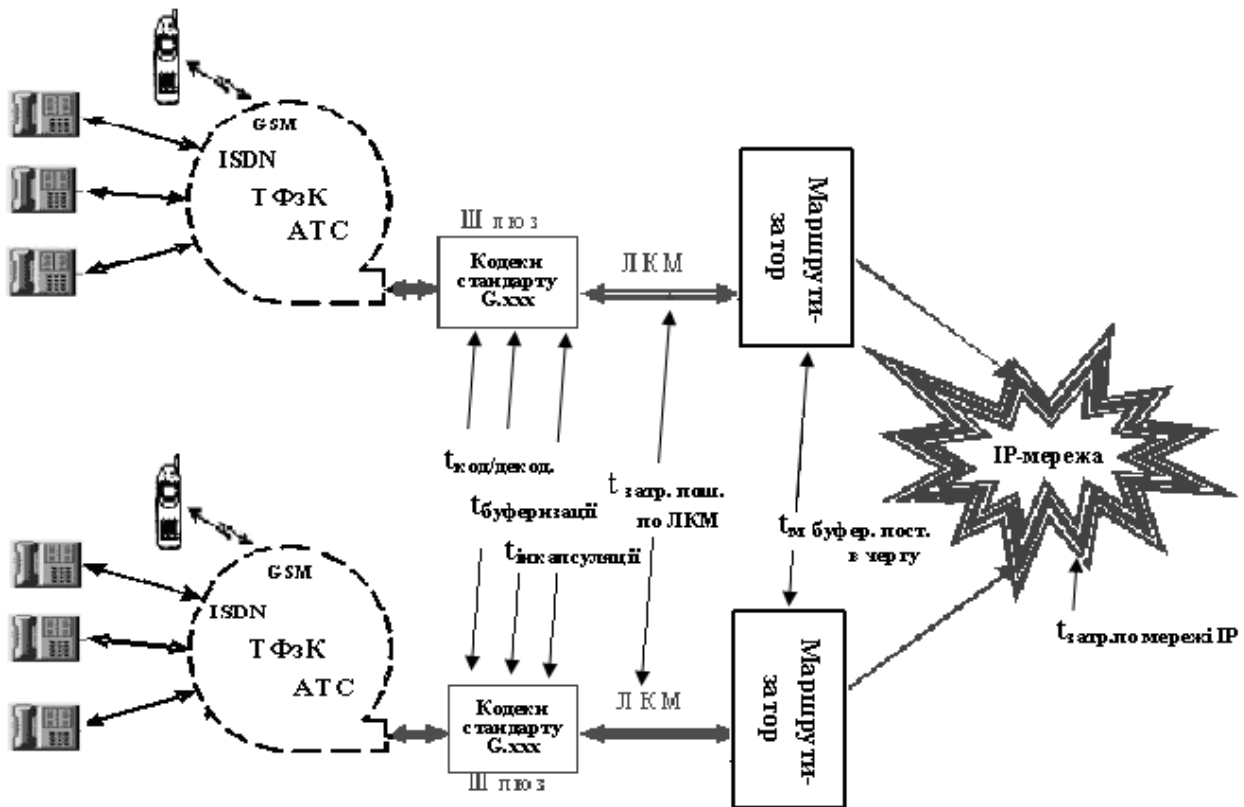 GSM
ISDN
ТФзК
АТС
Шлюз
Кодеки
стандарту
G.xxx
ЛКМ
Маршрути-
затор
IP-мережа
tкод/декод.
tбуферизації
tінкапсуляції
t затр. пош.
по ЛКМ
tм буфер. пост.
в черту
tзатр.по мережі IP
GSM
ISDN
ТФзК
АТС
Кодеки
стандарту
G.xxx
Шлюз
ЛКМ
Маршрути-
затор